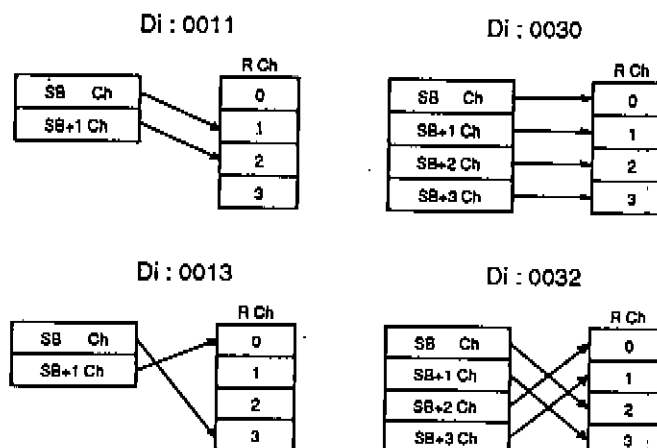 Di : 0011
R Ch
SB Ch
SB+1 Ch
0
1
2
3
Di : 0030
R Ch
SB Ch
SB+1 Ch
SB+2 Ch
SB+3 Ch
0
1
2
3
Di : 0013
R Ch
SB Ch
SB+1 Ch
0
1
2
3
Di : 0032
R Ch
SB Ch
SB+1 Ch
SB+2 Ch
SB+3 Ch
0
1
2
3